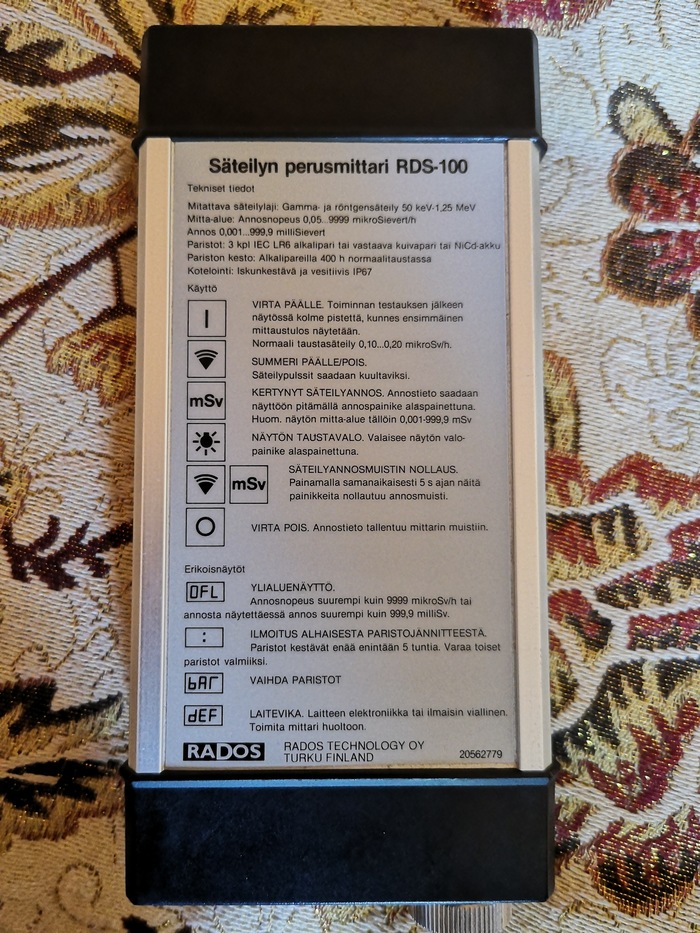 Säteilyn perusmittari RDS-100
Tekniset tiedot
Mitattava säteilylaji: Gamma- ja röntgensäteily 50 keV-1,25 MeV
Mitta-alue: Annosnopeus 0,05...9999 mikroSievert/h
Annos 0,001...999,9 milliSievert
Paristot: 3 kpl IEC LR6 alkalipari tai vastaava kuivapari tai NiCd-akku
Pariston kesto: Alkalipareilla 400 h normaalitaustassa
Kotelointi: Iskunkestävä ja vesitiivis IP67
Käyttö
I
VIRTA PÄÄLLE. Toiminnan testauksen jälkeen
näytössä kolme pistettä, kunnes ensimmäinen
mittaustulos näytetään.
Normaali taustasäteily 0,10...0,20 mikroSv/h.
SUMMERI PÄÄLLE/POIS.
Säteilypulssit saadaan kuultaviksi.
mSv
KERTYNYT SÄTEILYANNOS. Annostieto saadaan
näyttöön pitämällä annospainike alaspainettuna.
Huom. näytön mitta-alue tällöin 0,001-999,9 mSv
NÄYTÖN TAUSTAVALO. Valaisee näytön valo-
painike alaspainettuna.
mSv
SÄTEILYANNOSMUISTIN NOLLAUS.
Painamalla samanaikaisesti 5 s ajan näitä
painikkeita nollautuu annosmuisti.
O
VIRTA POIS. Annostieto tallentuu mittarin muistiin.
Erikoisnäytöt
OFL
YLIALUENÄYTTÖ.
Annosnopeus suurempi kuin 9999 mikroSv/h tai
annosta näytettäessä annos suurempi kuin 999,9 milliSv.
:
ILMOITUS ALHAISESTA PARISTOJANNITTEESTÄ.
Paristot kestävät enää enintään 5 tuntia. Varaa toiset
paristot valmiiksi.
bAT
VAIHDA PARISTOT
dEF
LAITEVIKA. Laitteen elektroniikka tai ilmaisin viallinen.
Toimita mittari huoltoon.
RADOS
RADOS TECHNOLOGY OY
TURKU FINLAND
20562779